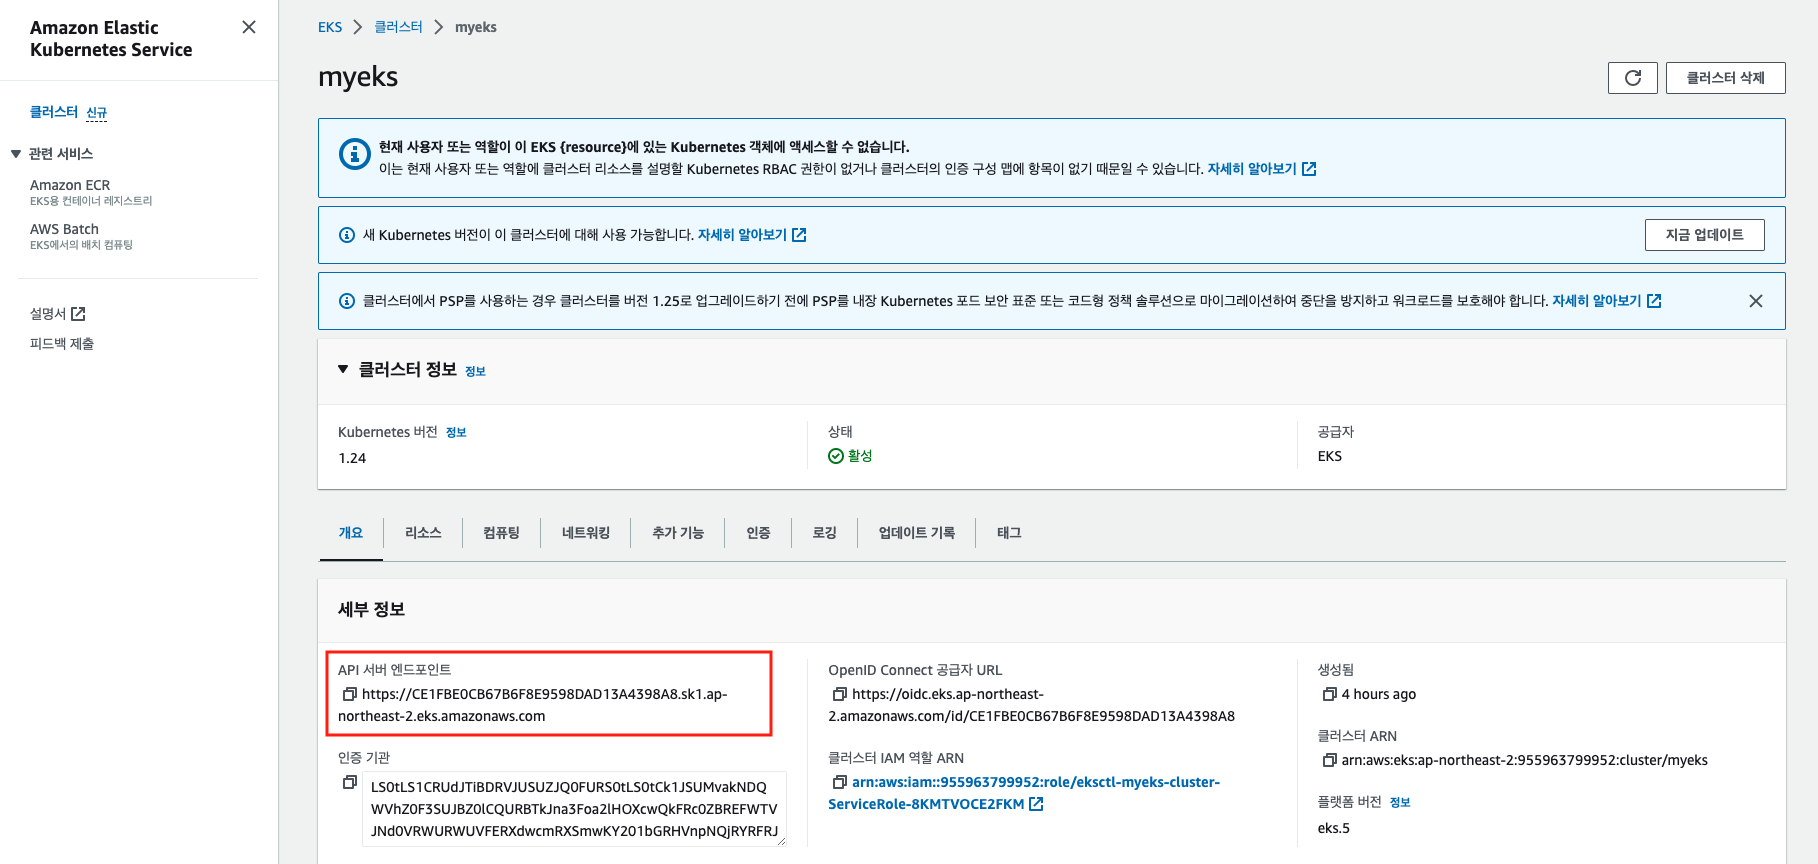 Amazon Elastic
Kubernetes Service
클러스터 신규
관련 서비스
Amazon ECR
EKS용 컨테이너 레지스트리
AWS Batch
EKS에서의 배치 컴퓨팅
설명서
피드백 제출
EKS > 클러스터 > myeks
myeks
클러스터 삭제
현재 사용자 또는 역할이 이 EKS {resource}에 있는 Kubernetes 객체에 액세스할 수 없습니다.
이는 현재 사용자 또는 역할에 클러스터 리소스를 설명할 Kubernetes RBAC 권한이 없거나 클러스터의 인증 구성 맵에 항목이 없기 때문일 수 있습니다. 자세히 알아보기
새 Kubernetes 버전이 이 클러스터에 대해 사용 가능합니다. 자세히 알아보기
지금 업데이트
클러스터에서 PSP를 사용하는 경우 클러스터를 버전 1.25로 업그레이드하기 전에 PSP를 내장 Kubernetes 포드 보안 표준 또는 코드형 정책 솔루션으로 마이그레이션하여 중단을 방지하고 워크로드를 보호해야 합니다. 자세히 알아보기
클러스터 정보 정보
Kubernetes 버전 정보
1.24
상태
활성
공급자
EKS
개요 리소스 컴퓨팅 네트워킹 추가 기능 인증 로깅 업데이트 기록 태그
세부 정보
API 서버 엔드포인트
https://CE1FBE0CB67B6F8E9598DAD13A4398A8.sk1.ap-
northeast-2.eks.amazonaws.com
인증 기관
LS0tLS1CRUdJTiBDRVJUSUZJQ0FURS0tLS0tCk1JSUMvakNDQ
WVhZ0F3SUJBZ0lCQURBTkJna3Foa2lHOXcwQkFRc0ZBREFWTV
JNd0VRWURWUVFERXdwcmRXSmwKY201bGRHVnpNQjRYRFRJ
OpenID Connect 공급자 URL
https://oidc.eks.ap-northeast-
2.amazonaws.com/id/CE1FBE0CB67B6F8E9598DAD13A4398A8
클러스터 IAM 역할 ARN
arn:aws:iam::955963799952:role/eksctl-myeks-cluster-
ServiceRole-8KMTVOCE2FKM
생성됨
4 hours ago
클러스터 ARN
arn:aws:eks:ap-northeast-2:955963799952:cluster/myeks
플랫폼 버전 정보
eks.5